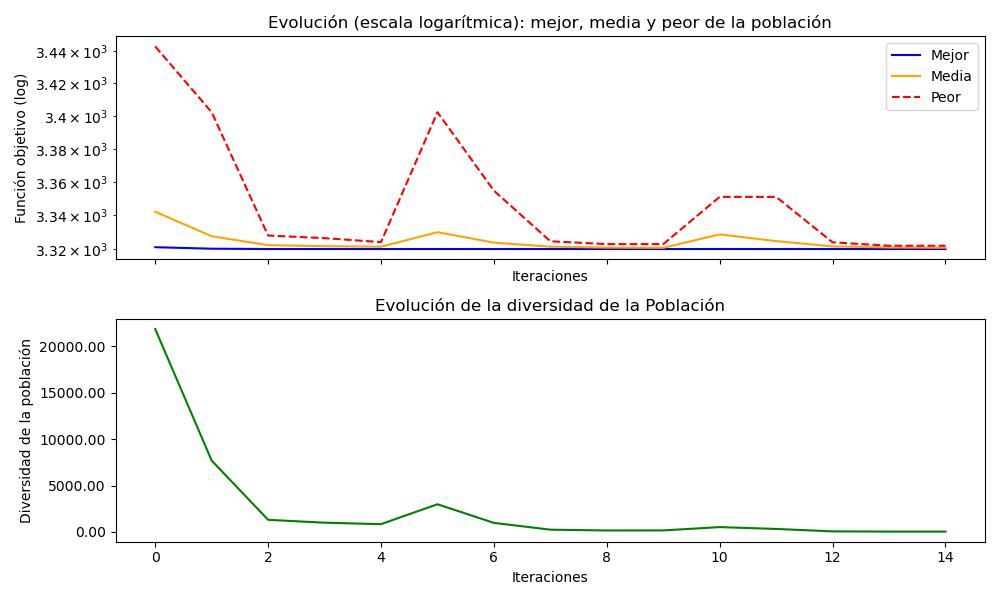 Evolución (escala logarítmica): mejor, media y peor de la población
3.44 × 10³
3.42 × 10³
3.4 × 10³
3.38 × 10³
3.36 × 10³
3.34 × 10³
3.32 × 10³
Función objetivo (log)
Mejor
Media
Peor
Iteraciones
Evolución de la diversidad de la Población
20000.00
15000.00
10000.00
5000.00
0.00
Diversidad de la población
0 2 4 6 8 10 12 14
Iteraciones